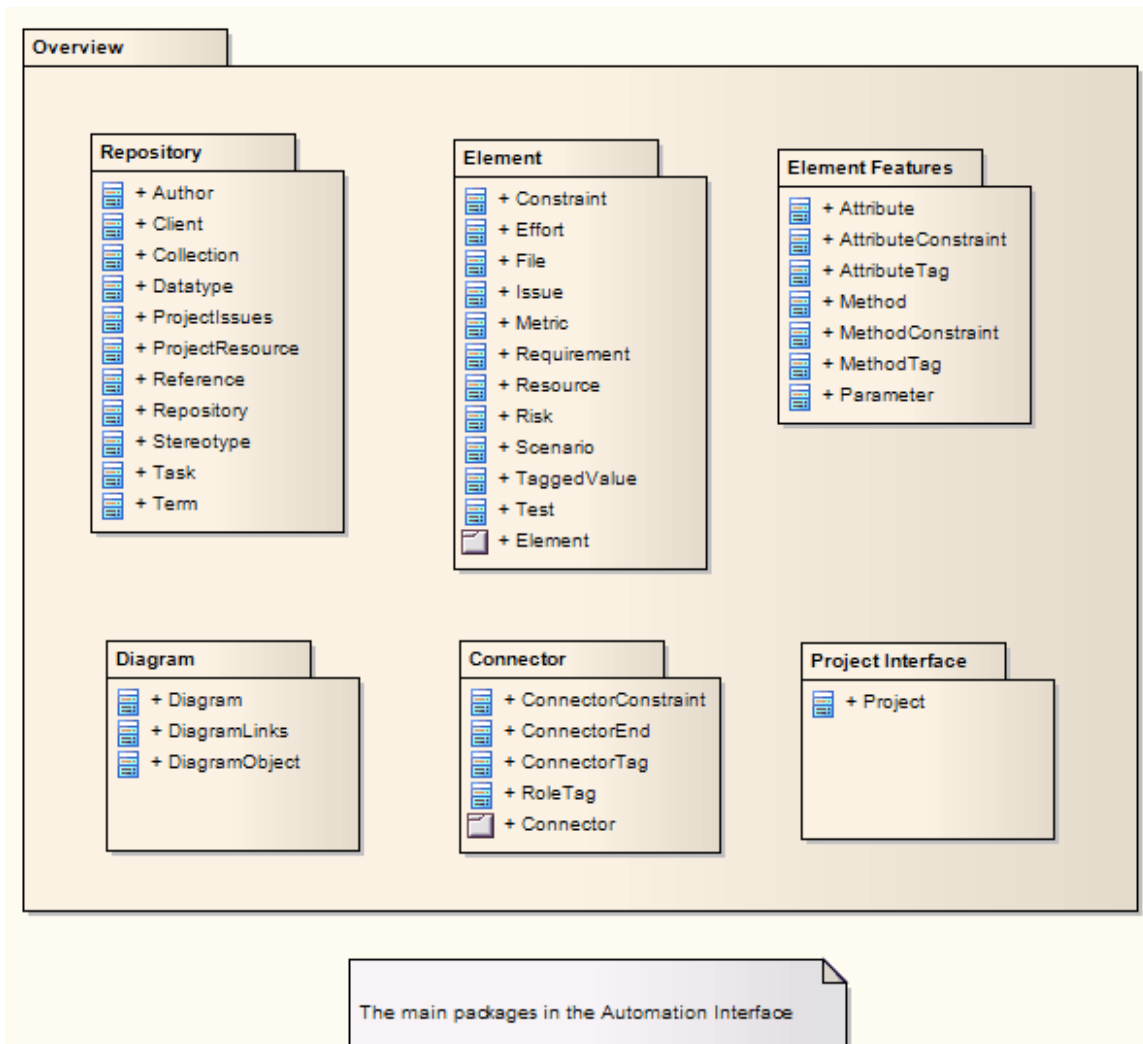 Overview
Repository
+ Author
+ Client
+ Collection
+ Datatype
+ ProjectIssues
+ ProjectResource
+ Reference
+ Repository
+ Stereotype
+ Task
+ Term
Element
+ Constraint
+ Effort
+ File
+ Issue
+ Metric
+ Requirement
+ Resource
+ Risk
+ Scenario
+ TaggedValue
+ Test
+ Element
Element Features
+ Attribute
+ AttributeConstraint
+ AttributeTag
+ Method
+ MethodConstraint
+ MethodTag
+ Parameter
Diagram
+ Diagram
+ DiagramLinks
+ DiagramObject
Connector
+ ConnectorConstraint
+ ConnectorEnd
+ ConnectorTag
+ RoleTag
+ Connector
Project Interface
+ Project
The main packages in the Automation Interface